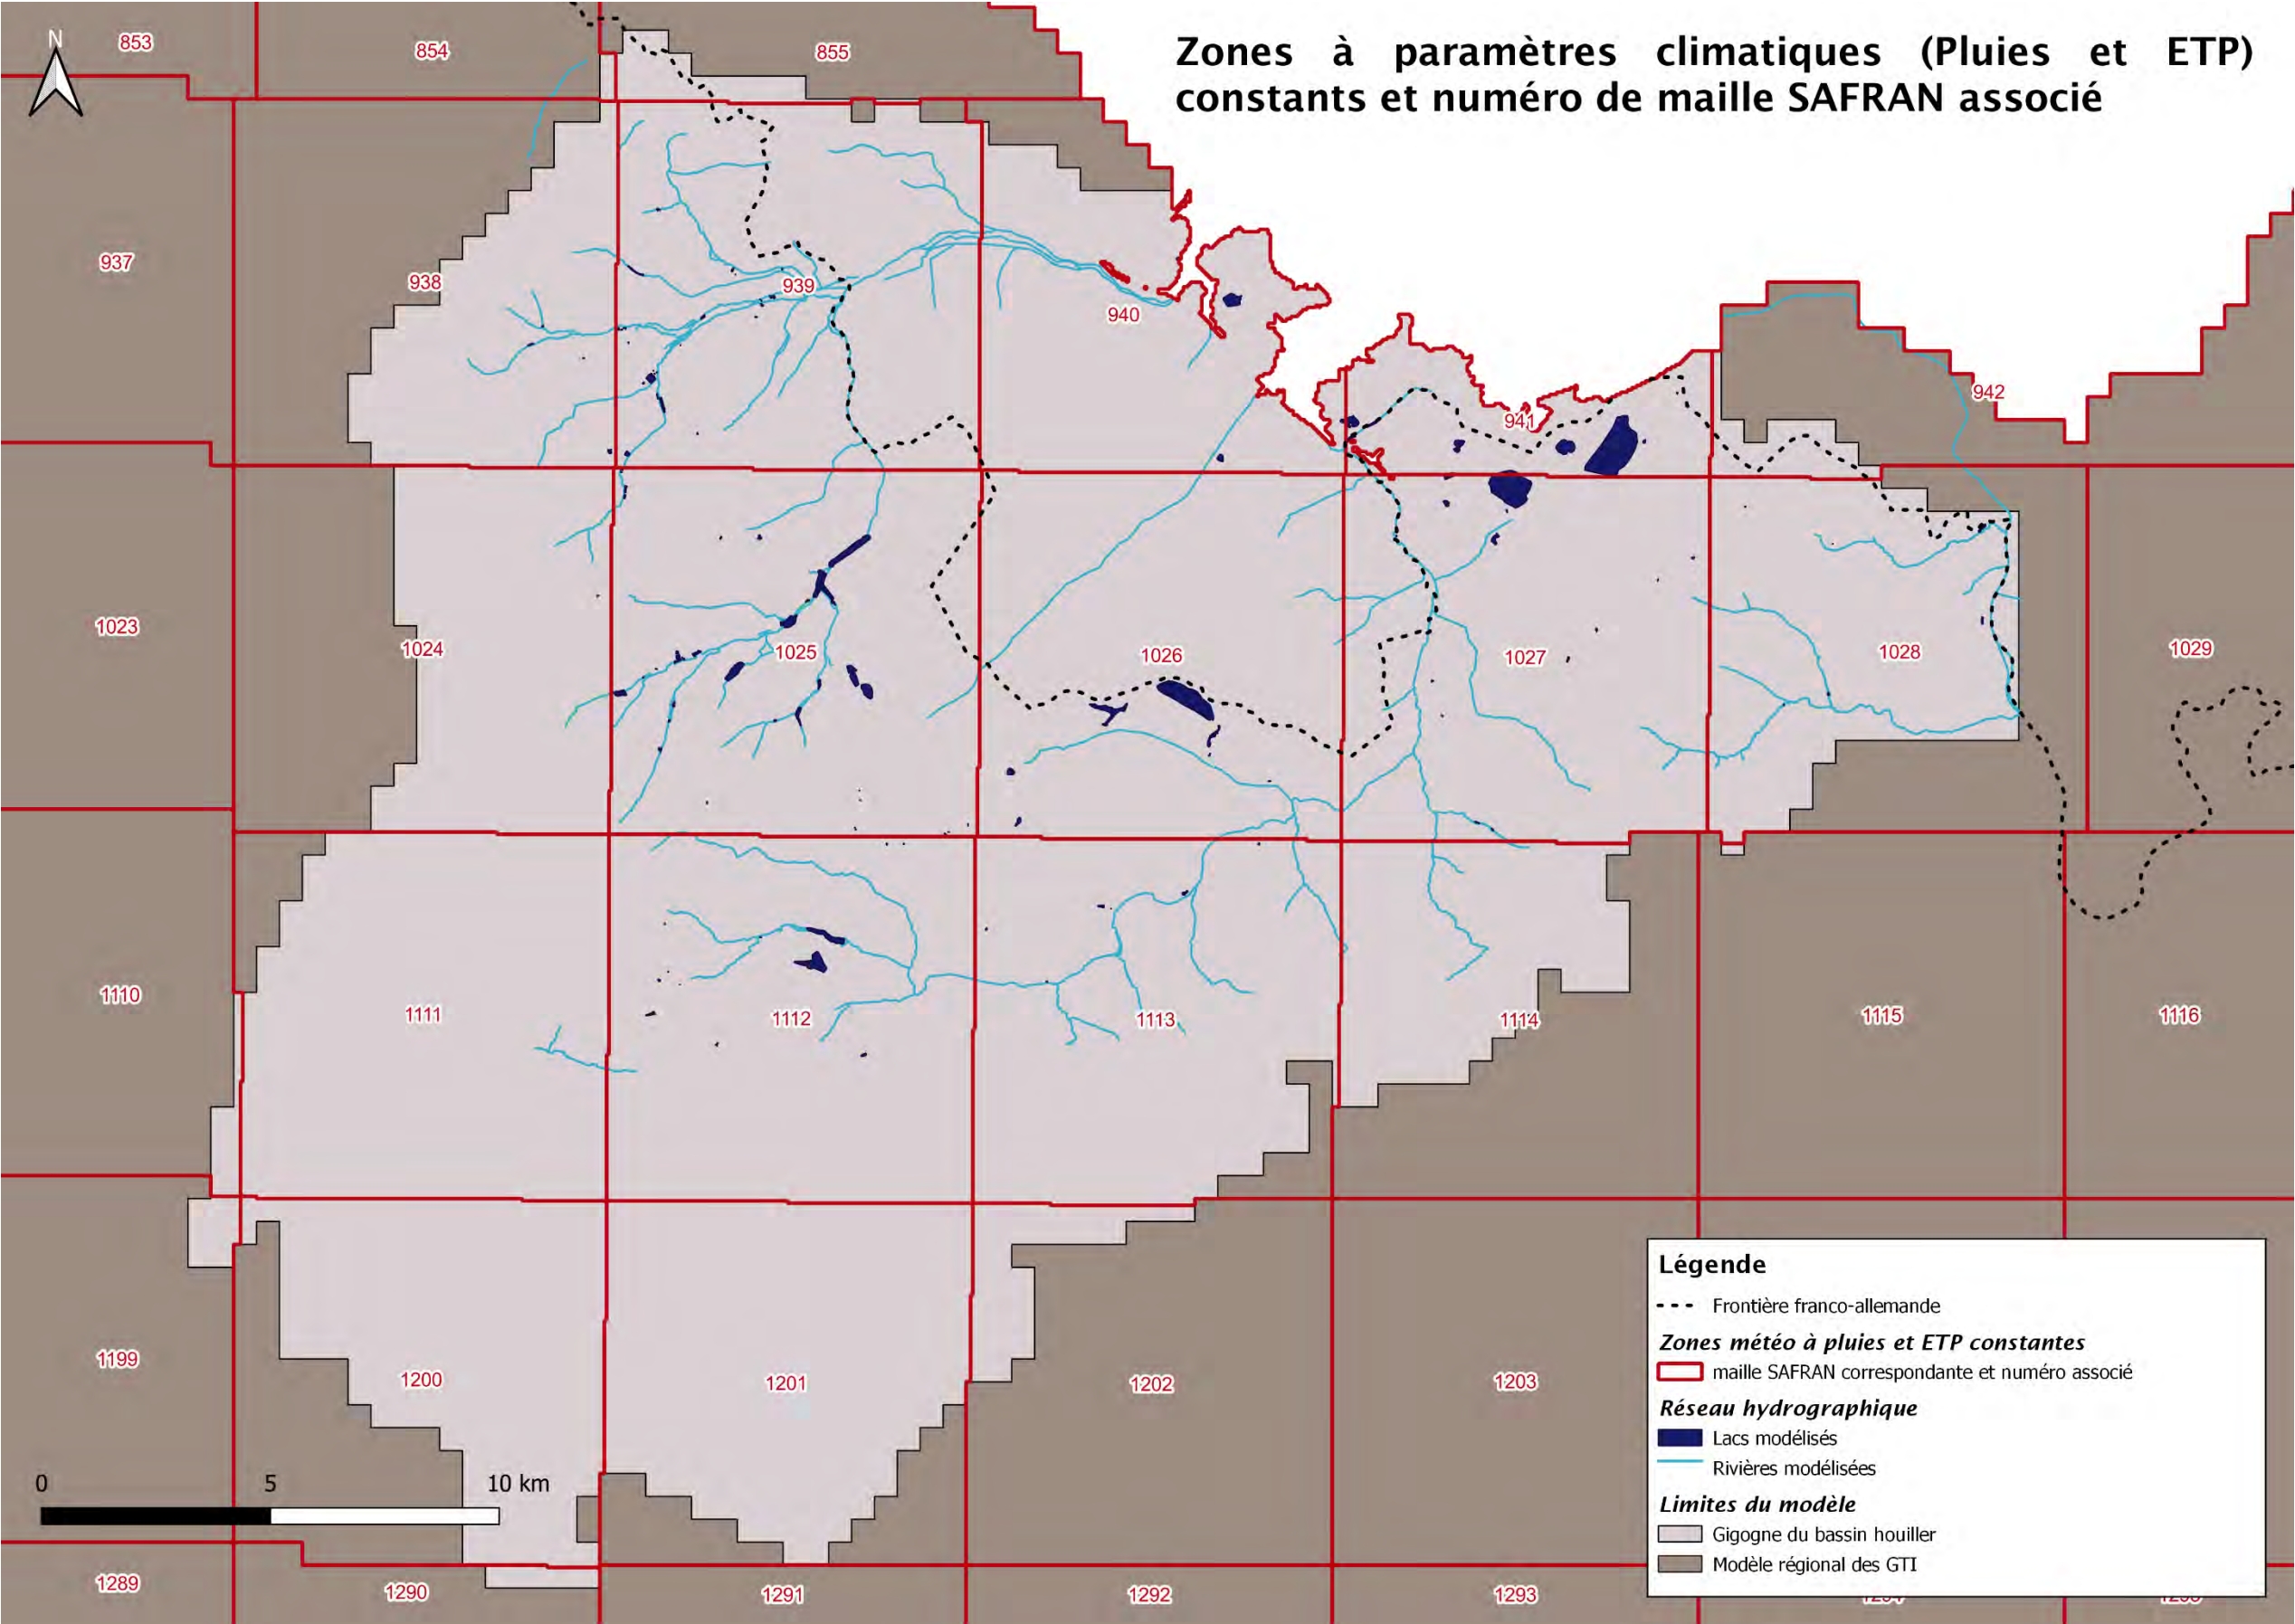 Zones à paramètres climatiques (Pluies et ETP)
constants et numéro de maille SAFRAN associé
N
853
854
855
937
938
939
940
941
942
1023
1024
1025
1026
1027
1028
1029
1110
1111
1112
1113
1114
1115
1116
1199
1200
1201
1202
1203
1289
1290
1291
1292
1293
0 5 10 km
Légende
Frontière franco-allemande
Zones météo à pluies et ETP constantes
maille SAFRAN correspondante et numéro associé
Réseau hydrographique
Lacs modélisés
Rivières modélisées
Limites du modèle
Gigogne du bassin houiller
Modèle régional des GTI